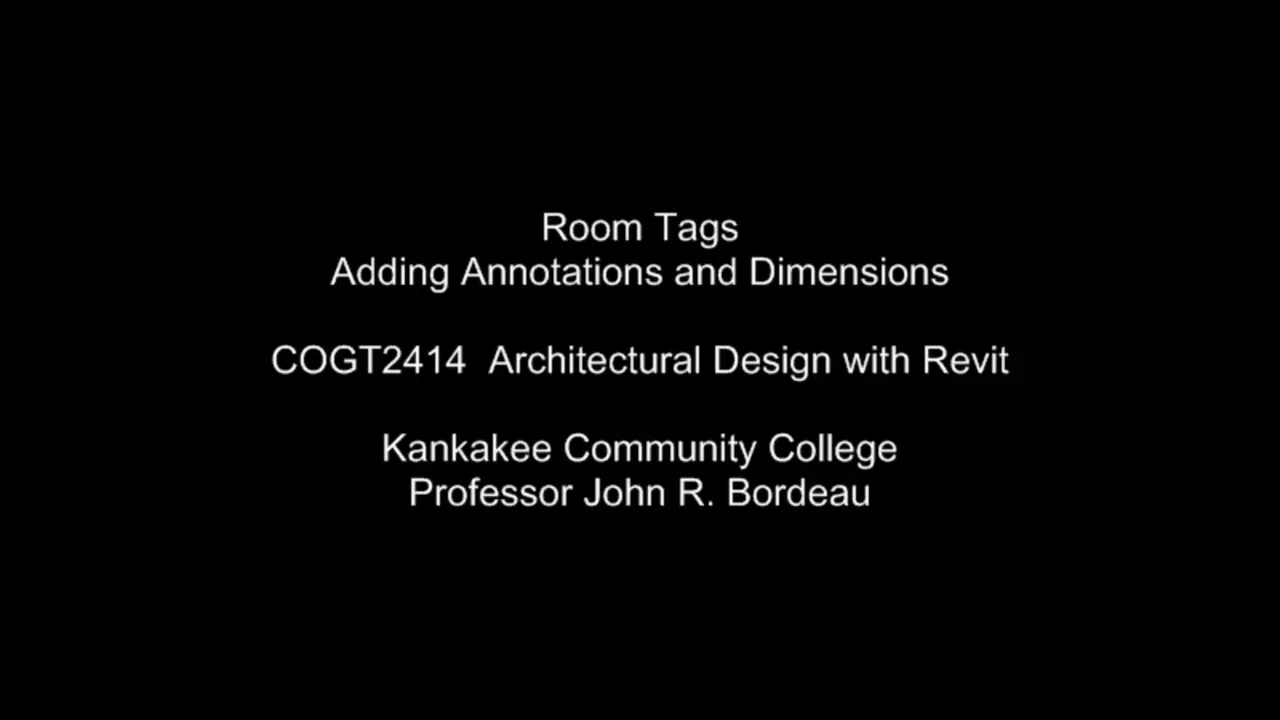 Room Tags
Adding Annotations and Dimensions
COGT2414  Architectural Design with Revit
Kankakee Community College
Professor John R. Bordeau